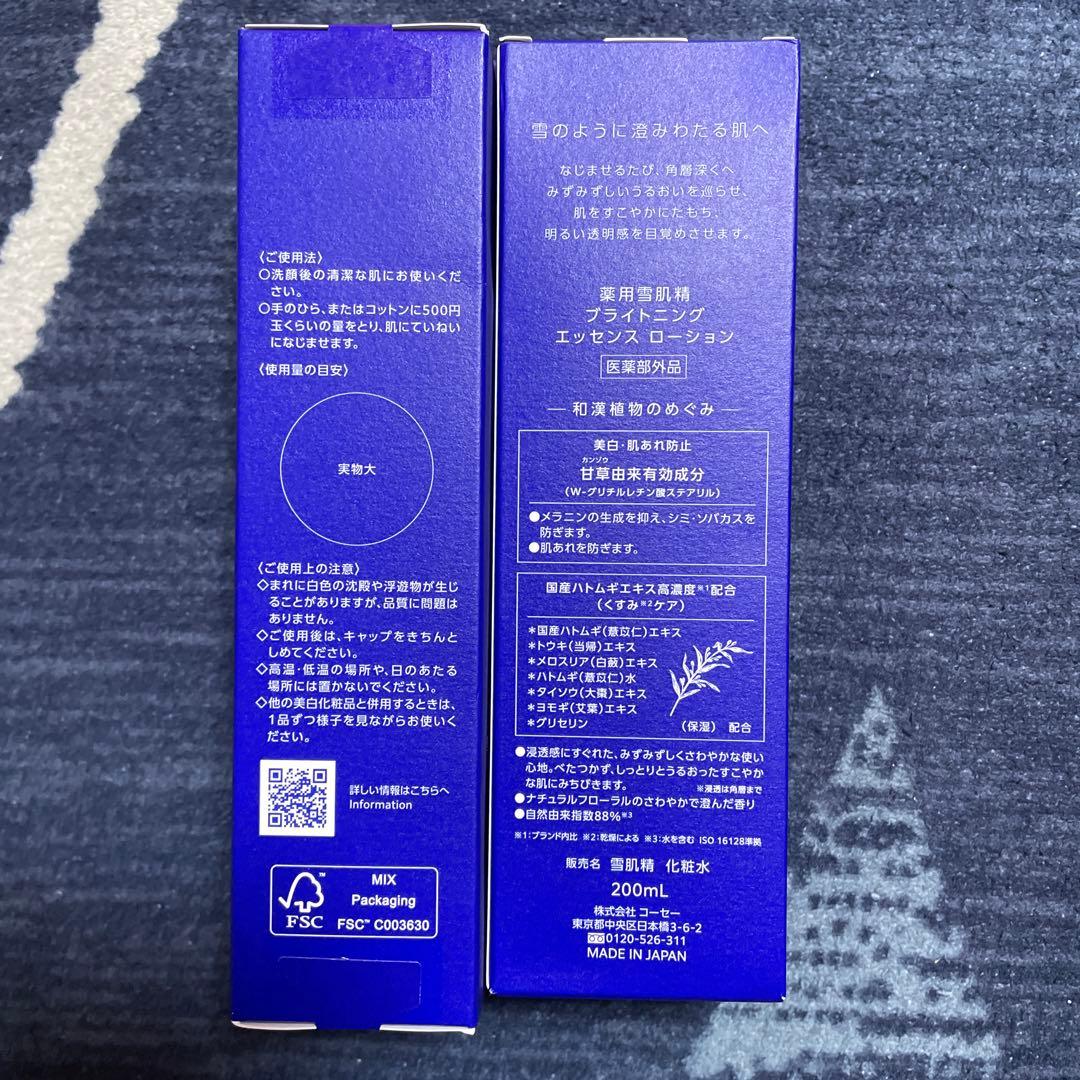 〈ご使用法〉
○洗顔後の清潔な肌にお使いくだ
さい。
○手のひら、またはコットンに500円
玉くらいの量をとり、肌にていねい
になじませます。
〈使用量の目安〉
実物大
〈ご使用上の注意〉
◇まれに白色の沈殿や浮遊物が生じ
ることがありますが、品質に問題は
ありません。
◇ご使用後は、キャップをきちんと
しめてください。
◇高温・低温の場所や、日のあたる
場所には置かないでください。
◇他の美白化粧品と併用するときは、
1品ずつ様子を見ながらお使いく
ださい。
詳しい情報はこちらへ
Information
FSC™
MIX
Packaging
FSC™ C003630
雪のように澄みわたる肌へ
なじませるたび、角層深くへ
みずみずしいうるおいを巡らせ、
肌をすこやかにたもち、
明るい透明感を目覚めさせます。
薬用雪肌精
ブライトニング
エッセンス ローション
医薬部外品
― 和漢植物のめぐみ ―
美白・肌あれ防止
カンゾウ
甘草由来有効成分
（W-グリチルレチン酸ステアリル）
●メラニンの生成を抑え、シミ・ソバカスを
防ぎます。
●肌あれを防ぎます。
国産ハトムギエキス高濃度※1配合
（くすみ※2ケア）
＊国産ハトムギ（薏苡仁）エキス
＊トウキ（当帰）エキス
＊メロスリア（白蘞）エキス
＊ハトムギ（薏苡仁）水
＊タイソウ（大棗）エキス
＊ヨモギ（艾葉）エキス
＊グリセリン （保湿） 配合
●浸透感にすぐれた、みずみずしくさわやかな使い
心地。べたつかず、しっとりとうるおったすこやか
な肌にみちびきます。 ※浸透は角層まで
●ナチュラルフローラルのさわやかで澄んだ香り
●自然由来指数88%※3
※1：ブランド内比 ※2：乾燥による ※3：水を含む ISO 16128準拠
販売名 雪肌精 化粧水
200mL
株式会社 コーセー
東京都中央区日本橋3-6-2
0120-526-311
MADE IN JAPAN